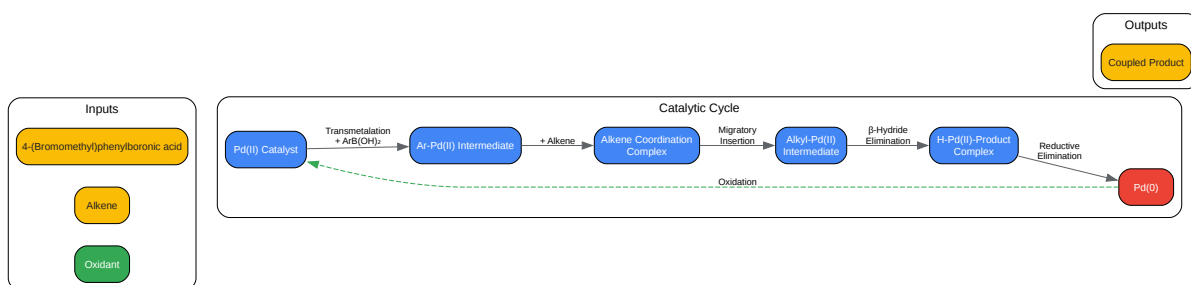 Outputs
Coupled Product
Inputs
4-(Bromomethyl)phenylboronic acid
Alkene
Oxidant
Catalytic Cycle
Pd(II) Catalyst
Transmetalation
+ ArB(OH)₂
Ar-Pd(II) Intermediate
+ Alkene
Alkene Coordination
Complex
Migratory
Insertion
Alkyl-Pd(II)
Intermediate
β-Hydride
Elimination
H-Pd(II)-Product
Complex
Reductive
Elimination
Pd(0)
Oxidation